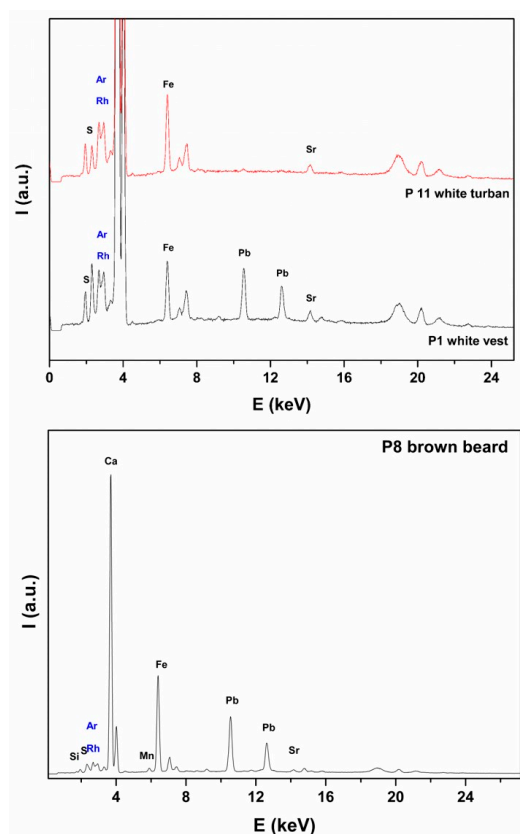 Ar
Rh
S
Fe
Sr
P 11 white turban
Ar
Rh
S
Fe
Pb
Pb
Sr
P1 white vest
I (a.u.)
0 4 8 12 16 20 24
E (keV)
P8 brown beard
Ca
Fe
Pb
Ar
S
Rh
Si
Mn
Pb
Sr
I (a.u.)
4 8 12 16 20 24
E (keV)